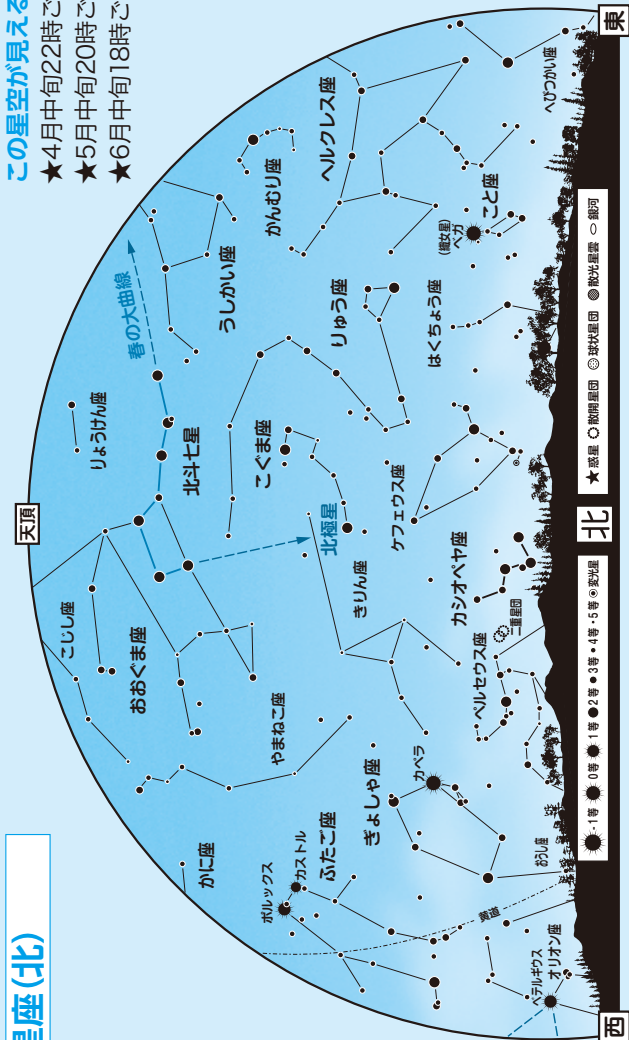 星座(北)
この星空が見える
★4月中旬22時ご
★5月中旬20時ご
★6月中旬18時ご
天頂
春の大曲線
りょうけん座
うしかい座
かんむり座
ヘルクレス座
へびつかい座
こじし座
おおぐま座
北斗七星
こぐま座
りゅう座
こと座
(織女星)
ベガ
はくちょう座
北極星
きりん座
ケフェウス座
カシオペヤ座
やまねこ座
ペルセウス座
二重星団
かに座
ポルックス
カストル
ふたご座
ぎょしゃ座
カペラ
おうし座
黄道
ベテルギウス
オリオン座
西
北
東
-1等 0等 1等 2等 3等 4等・5等 変光星
★惑星 散開星団 球状星団 散光星雲 銀河